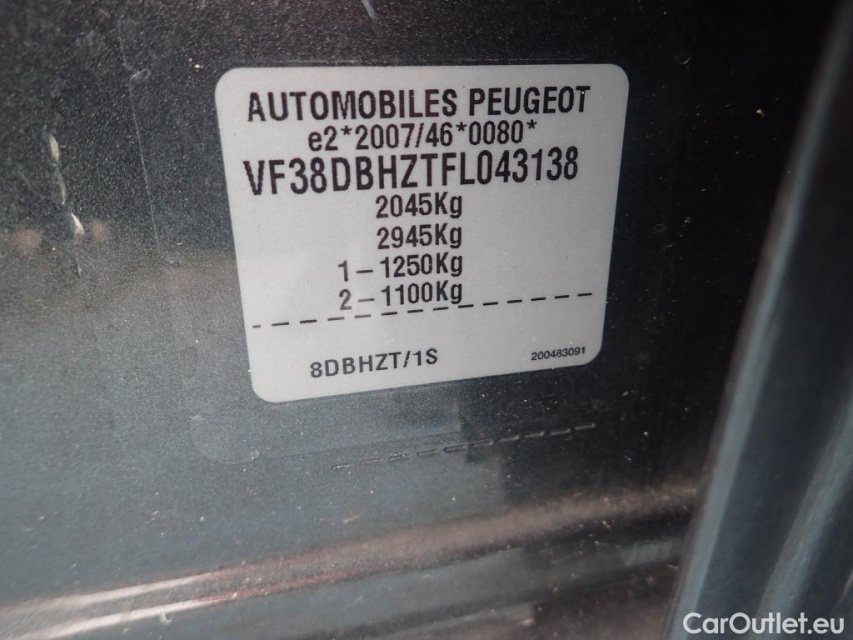 AUTOMOBILES PEUGEOT
e2*2007/46*0080*
VF38DBHZTFL043138
2045Kg
2945Kg
1-1250Kg
2-1100Kg
8DBHZT/1S
200483091
CarOutlet.eu